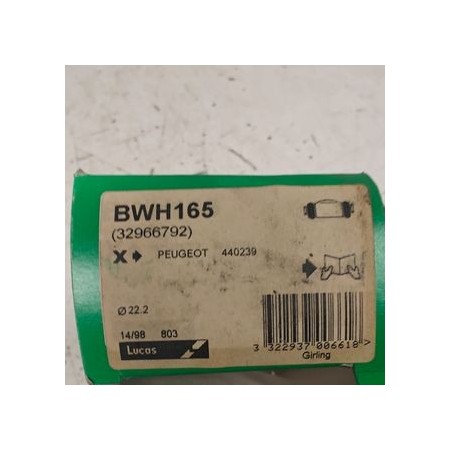 BWH165
(32966792)
X PEUGEOT 440239
Ø 22.2
14/98 803
Lucas
3 322937 006618 >
Girling